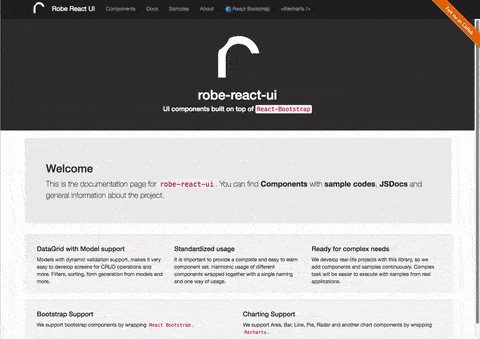 Robe React UI Components Docs Samples About React Bootstrap <Recharts />
Fork me on GitHub
robe-react-ui
UI components built on top of React-Bootstrap
Welcome
This is the documentation page for robe-react-ui. You can find Components with sample codes, JSDocs and
general information about the project.
DataGrid with Model support
Models with dynamic validation support, makes it very
easy to develop screens for CRUD operations and
more. Filters, sorting, form generation from models and
more.
Standardized usage
It is important to provide a complete and easy to learn
component set. Harmonic usage of different
components wrapped together with a single naming
and one way of usage.
Ready for complex needs
We develop real-life projects with this library, so we
add components and samples continuously. Complex
task will be easier to execute with samples from real
applications.
Bootstrap Support
We support bootstrap components by wrapping React Bootstrap.
Charting Support
We support Area, Bar, Line, Pie, Radar and another chart components by wrapping
Recharts.